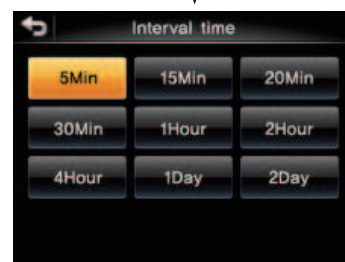 Interval time
5Min 15Min 20Min
30Min 1Hour 2Hour
4Hour 1Day 2Day